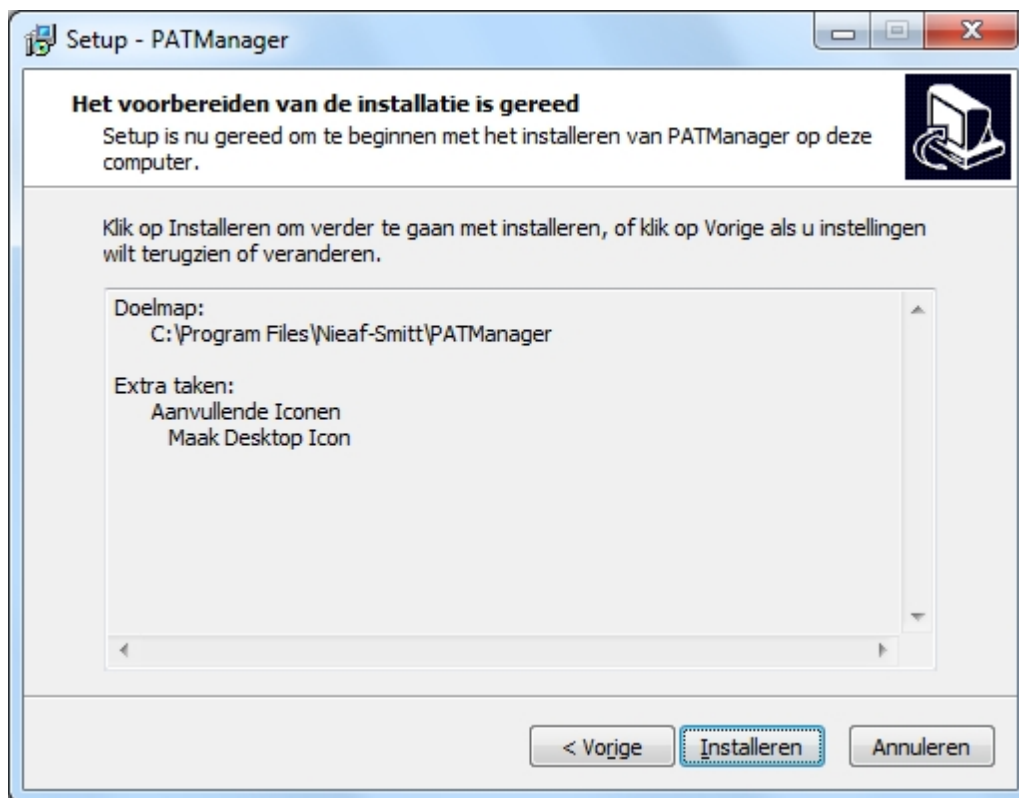 Setup - PATManager
Het voorbereiden van de installatie is gereed
Setup is nu gereed om te beginnen met het installeren van PATManager op deze
computer.
Klik op Installeren om verder te gaan met installeren, of klik op Vorige als u instellingen
wilt terugzien of veranderen.
Doelmap:
C:\Program Files\Nieaf-Smitt\PATManager
Extra taken:
Aanvullende Iconen
Maak Desktop Icon
< Vorige
Installeren
Annuleren